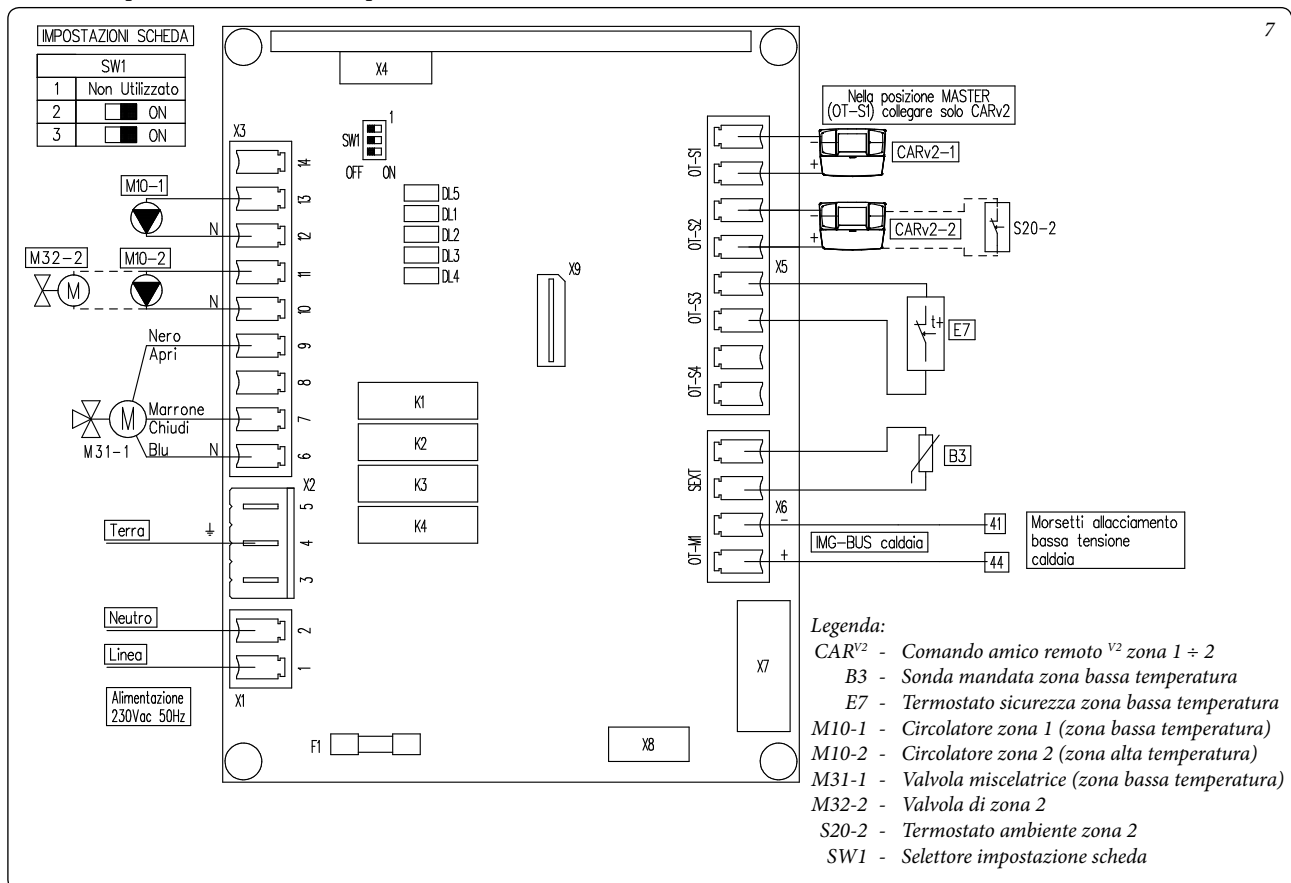 7
IMPOSTAZIONI SCHEDA
SW1
1 Non Utilizzato
2 ON
3 ON
X4
1
SW1
OFF ON
DL5
DL1
DL2
DL3
DL4
X9
K1
K2
K3
K4
X3
14
13
12
11
10
9
8
7
6
X2
5
4
3
2
1
X1
M10-1
N
M32-2
M
M10-2
N
Nero
Apri
M
Marrone
Chiudi
M31-1
Blu
N
Terra
Neutro
Linea
Alimentazione
230Vac 50Hz
F1
X8
X7
Nella posizione MASTER
(OT-S1) collegare solo CARv2
OT-S1
-
+
CARv2-1
OT-S2
-
+
CARv2-2
S20-2
X5
OT-S3
t+
E7
OT-S4
SEXT
B3
X6
OT-M1
-
+
IMG-BUS caldaia
41
44
Morsetti allacciamento
bassa tensione
caldaia
Legenda:
CARV2 - Comando amico remoto V2 zona 1 ÷ 2
B3 - Sonda mandata zona bassa temperatura
E7 - Termostato sicurezza zona bassa temperatura
M10-1 - Circolatore zona 1 (zona bassa temperatura)
M10-2 - Circolatore zona 2 (zona alta temperatura)
M31-1 - Valvola miscelatrice (zona bassa temperatura)
M32-2 - Valvola di zona 2
S20-2 - Termostato ambiente zona 2
SW1 - Selettore impostazione scheda